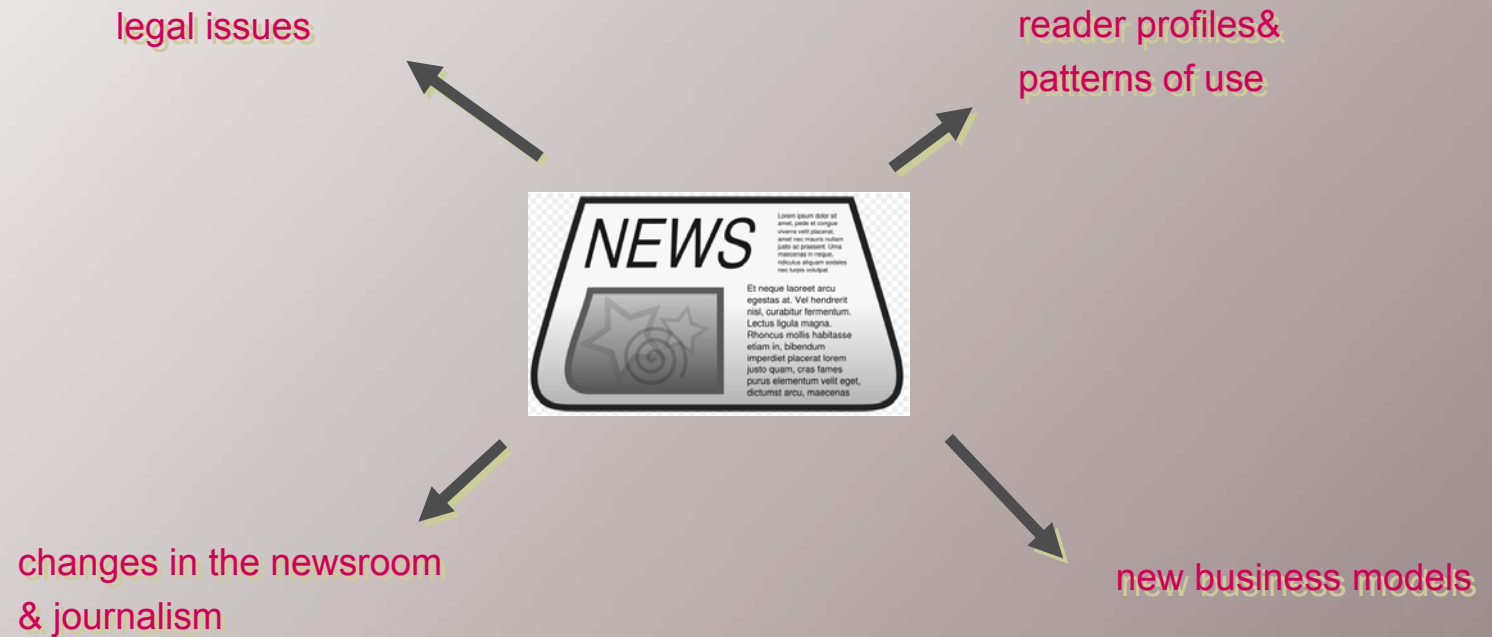 legal issues
reader profiles&
patterns of use
NEWS
Lorem ipsum dolor sit
amet, pede et congue
viverra velit placerat,
amet nec mauris nullam
justo ac praesent. Urna
maecenas in neque,
ridiculus aliquam sodales
nec turpis volutpat
Et neque laoreet arcu
egestas at. Vel hendrerit
nisl, curabitur fermentum.
Lectus ligula magna.
Rhoncus mollis habitasse
etiam in, bibendum
imperdiet placerat lorem
justo quam, cras fames
purus elementum velit eget,
dictumst arcu, maecenas
changes in the newsroom
& journalism
new business models